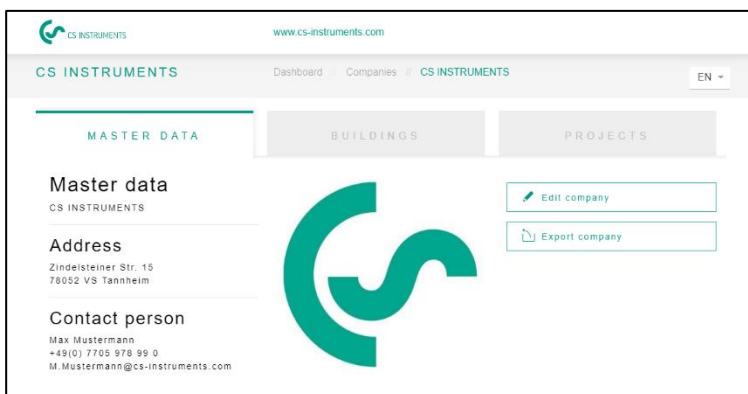 CS INSTRUMENTS
www.cs-instruments.com
CS INSTRUMENTS
Dashboard // Companies // CS INSTRUMENTS
EN
MASTER DATA
BUILDINGS
PROJECTS
Master data
CS INSTRUMENTS
Address
Zindelsteiner Str. 15
78052 VS Tannheim
Contact person
Max Mustermann
+49(0) 7705 978 99 0
M.Mustermann@cs-instruments.com
Edit company
Export company